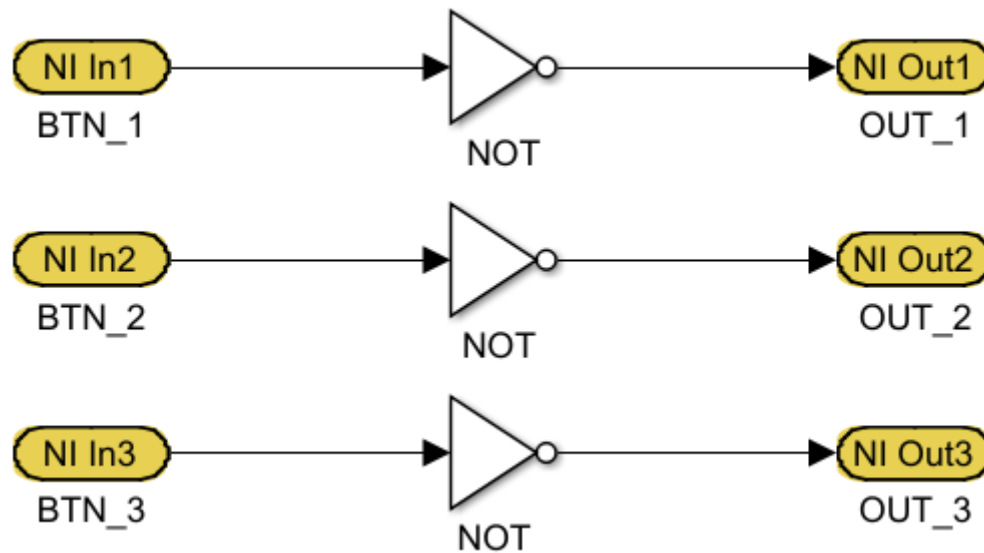 NI In1 NI Out1
BTN_1 NOT OUT_1
NI In2 NI Out2
BTN_2 NOT OUT_2
NI In3 NI Out3
BTN_3 NOT OUT_3